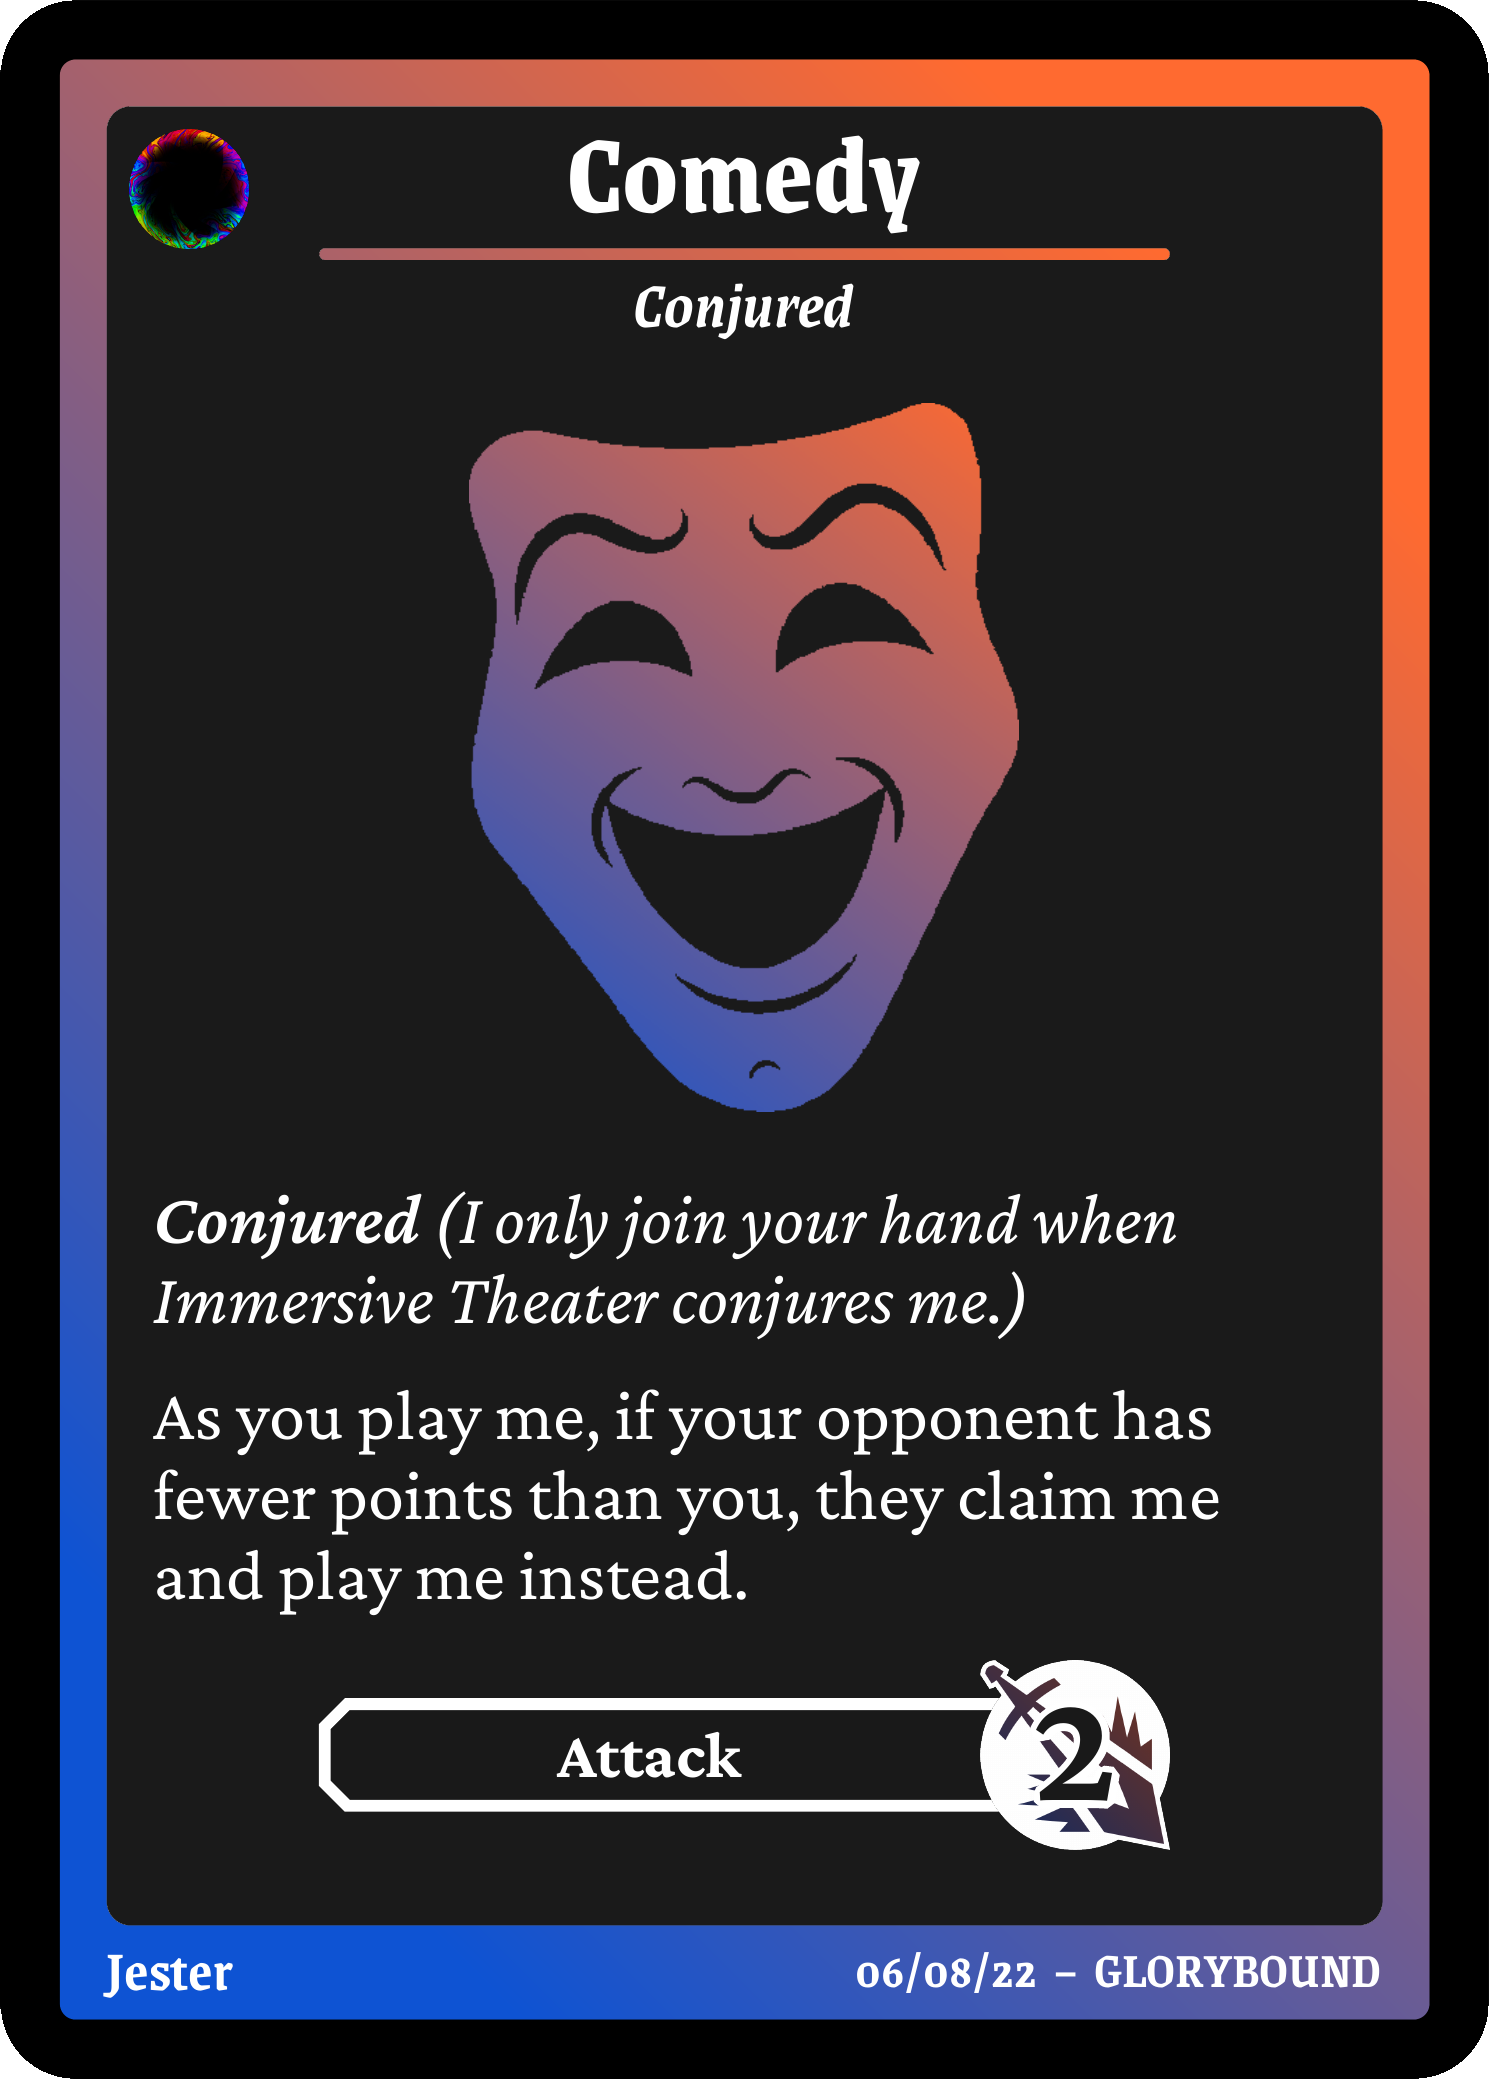 Comedy
Conjured
Conjured (I only join your hand when
Immersive Theater conjures me.)
As you play me, if your opponent has
fewer points than you, they claim me
and play me instead.
Attack
2
Jester
06/08/22 – GLORYBOUND